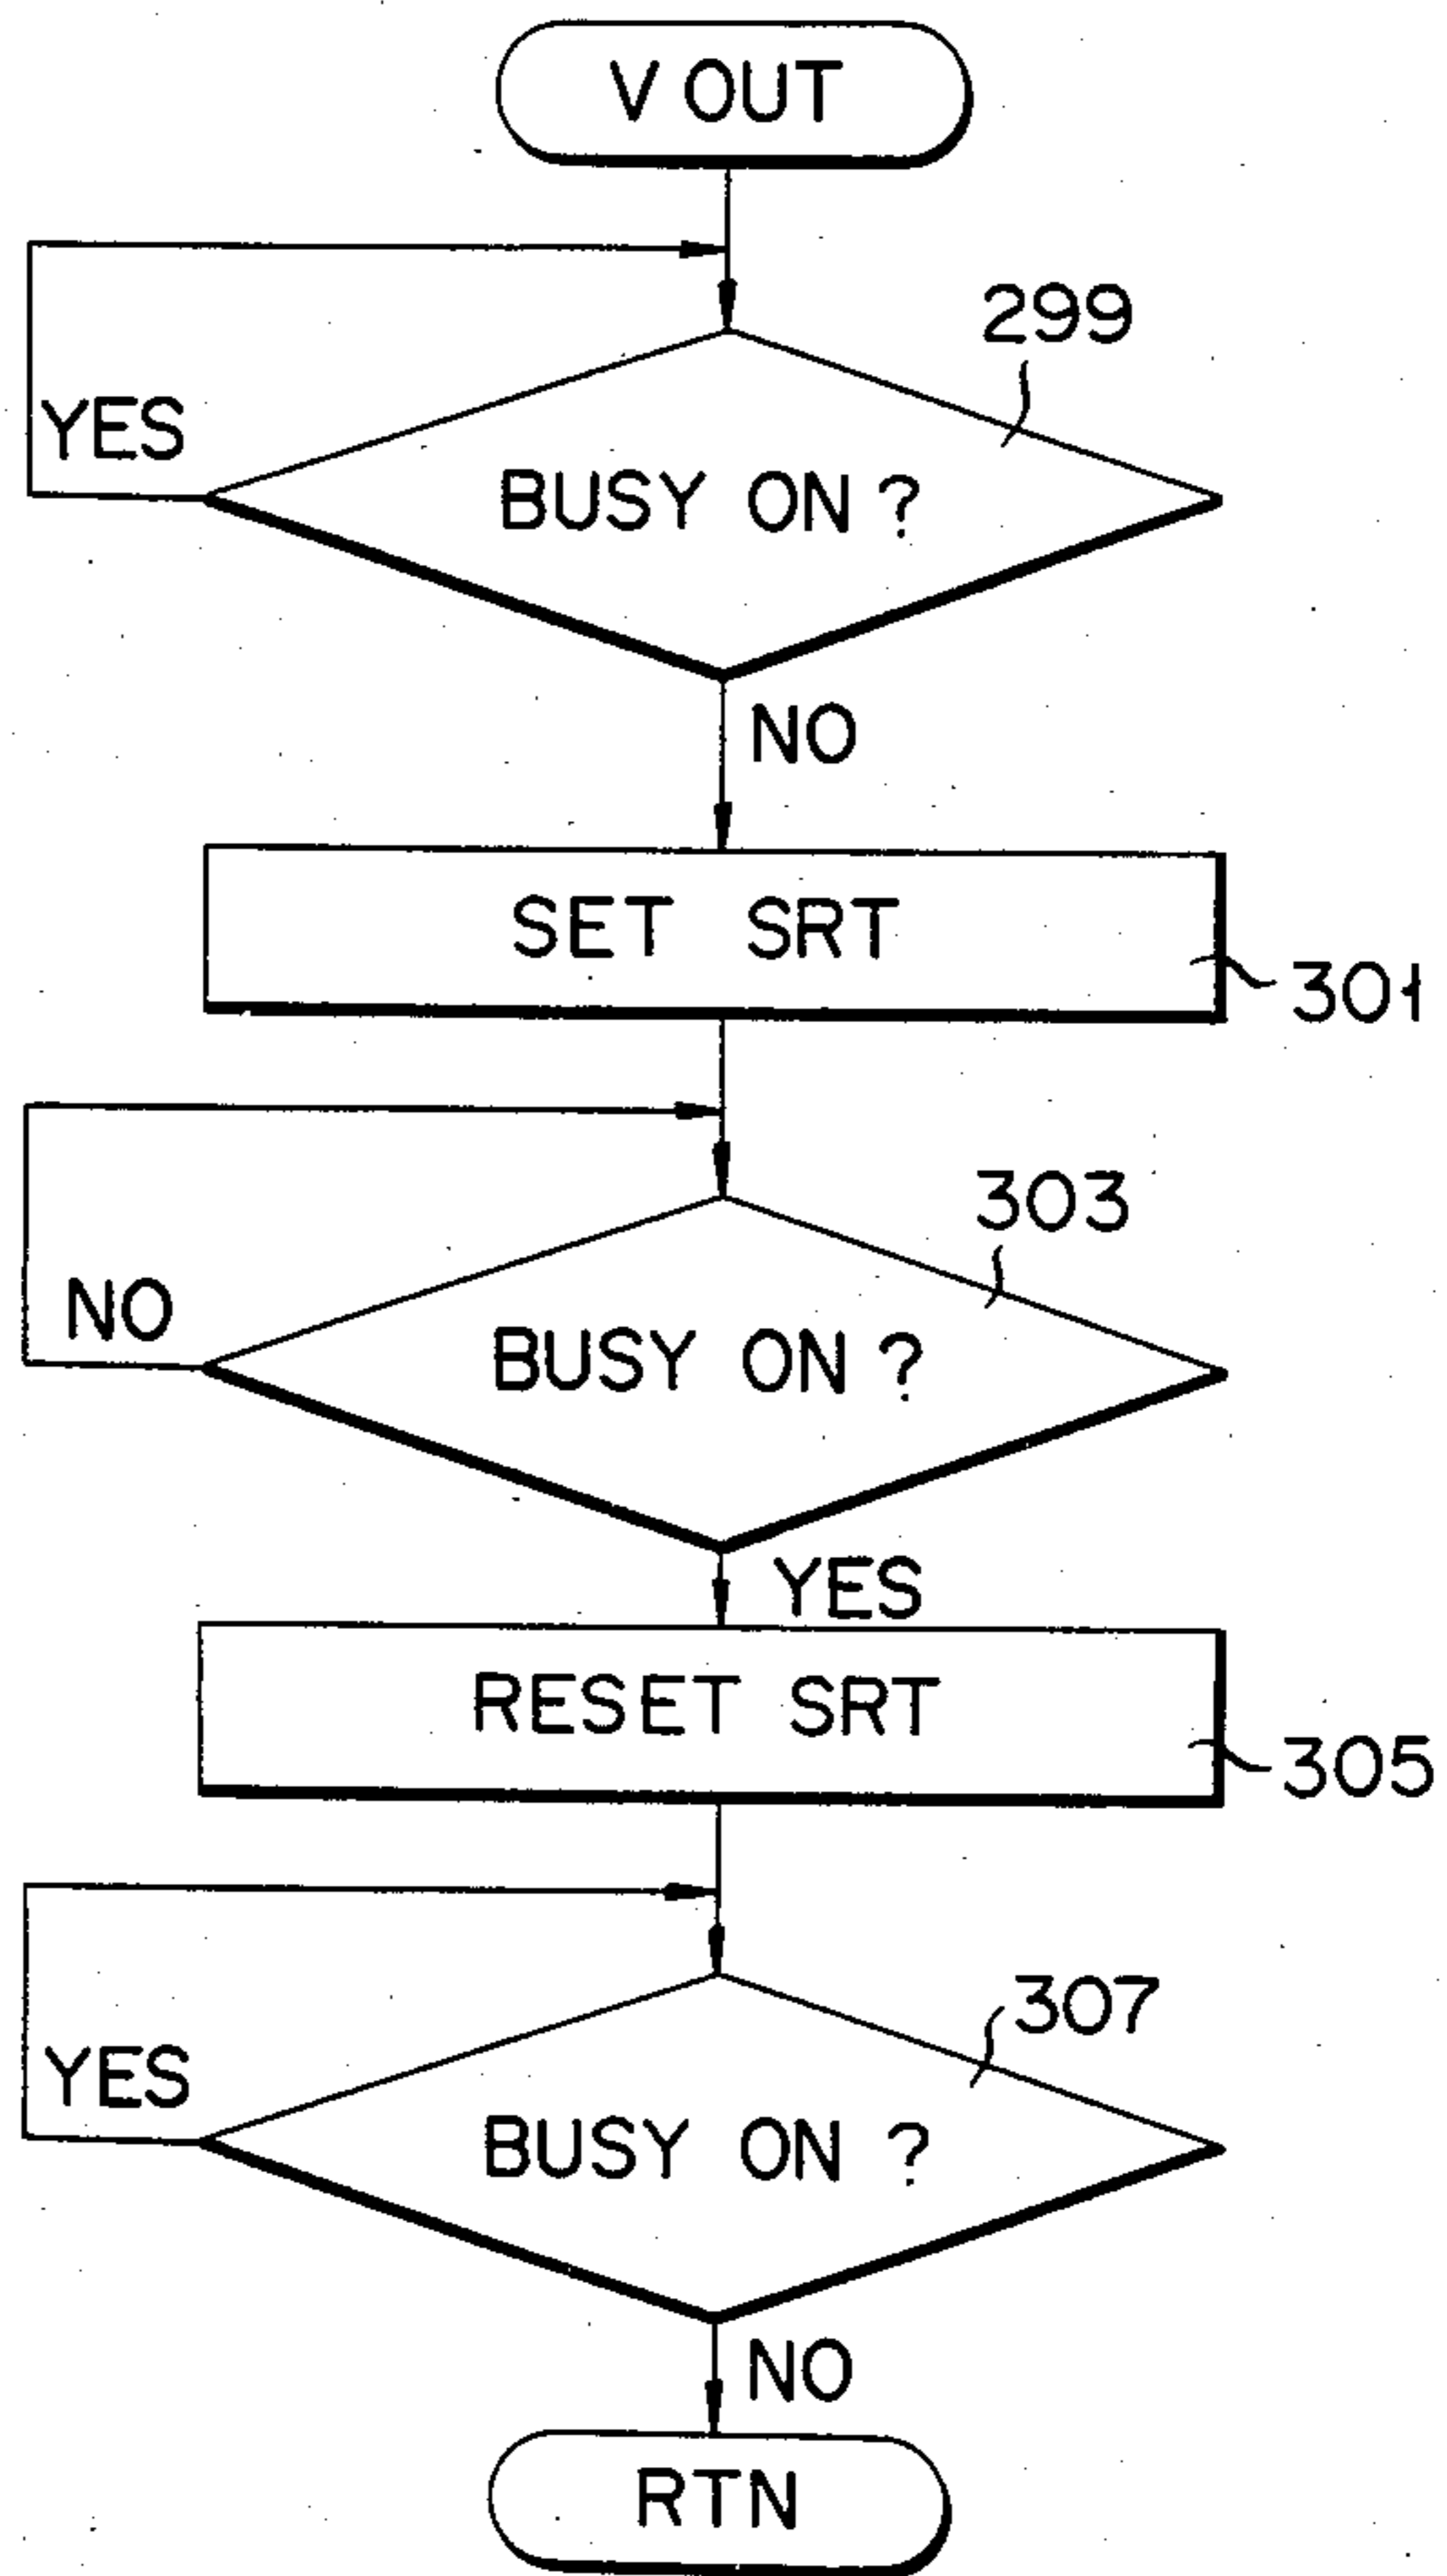 V OUT
299
YES
BUSY ON ?
NO
SET SRT
301
303
NO
BUSY ON ?
YES
RESET SRT
305
307
YES
BUSY ON ?
NO
RTN